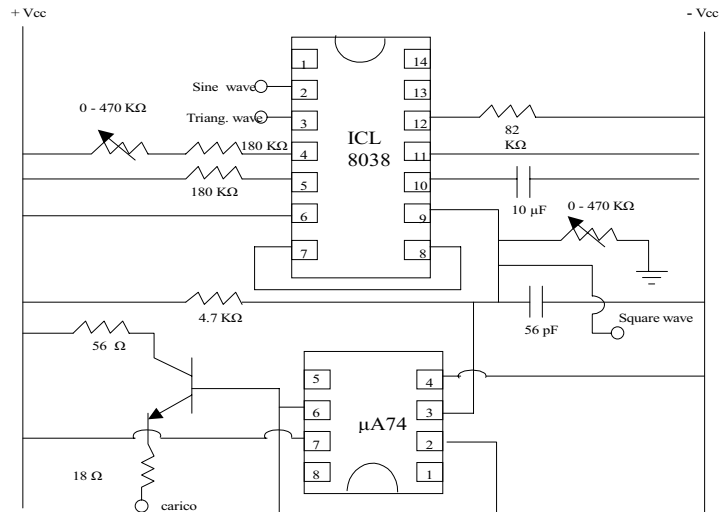 + Vcc
- Vcc
1
14
Sine wave
2
13
0 - 470 KΩ
Triang. wave
3
ICL
8038
12
82
KΩ
180 KΩ
4
11
5
10
180 KΩ
10 µF
0 - 470 KΩ
6
9
7
8
4.7 KΩ
56 pF
Square wave
56 Ω
5
4
6
µA74
3
7
2
18 Ω
8
1
carico